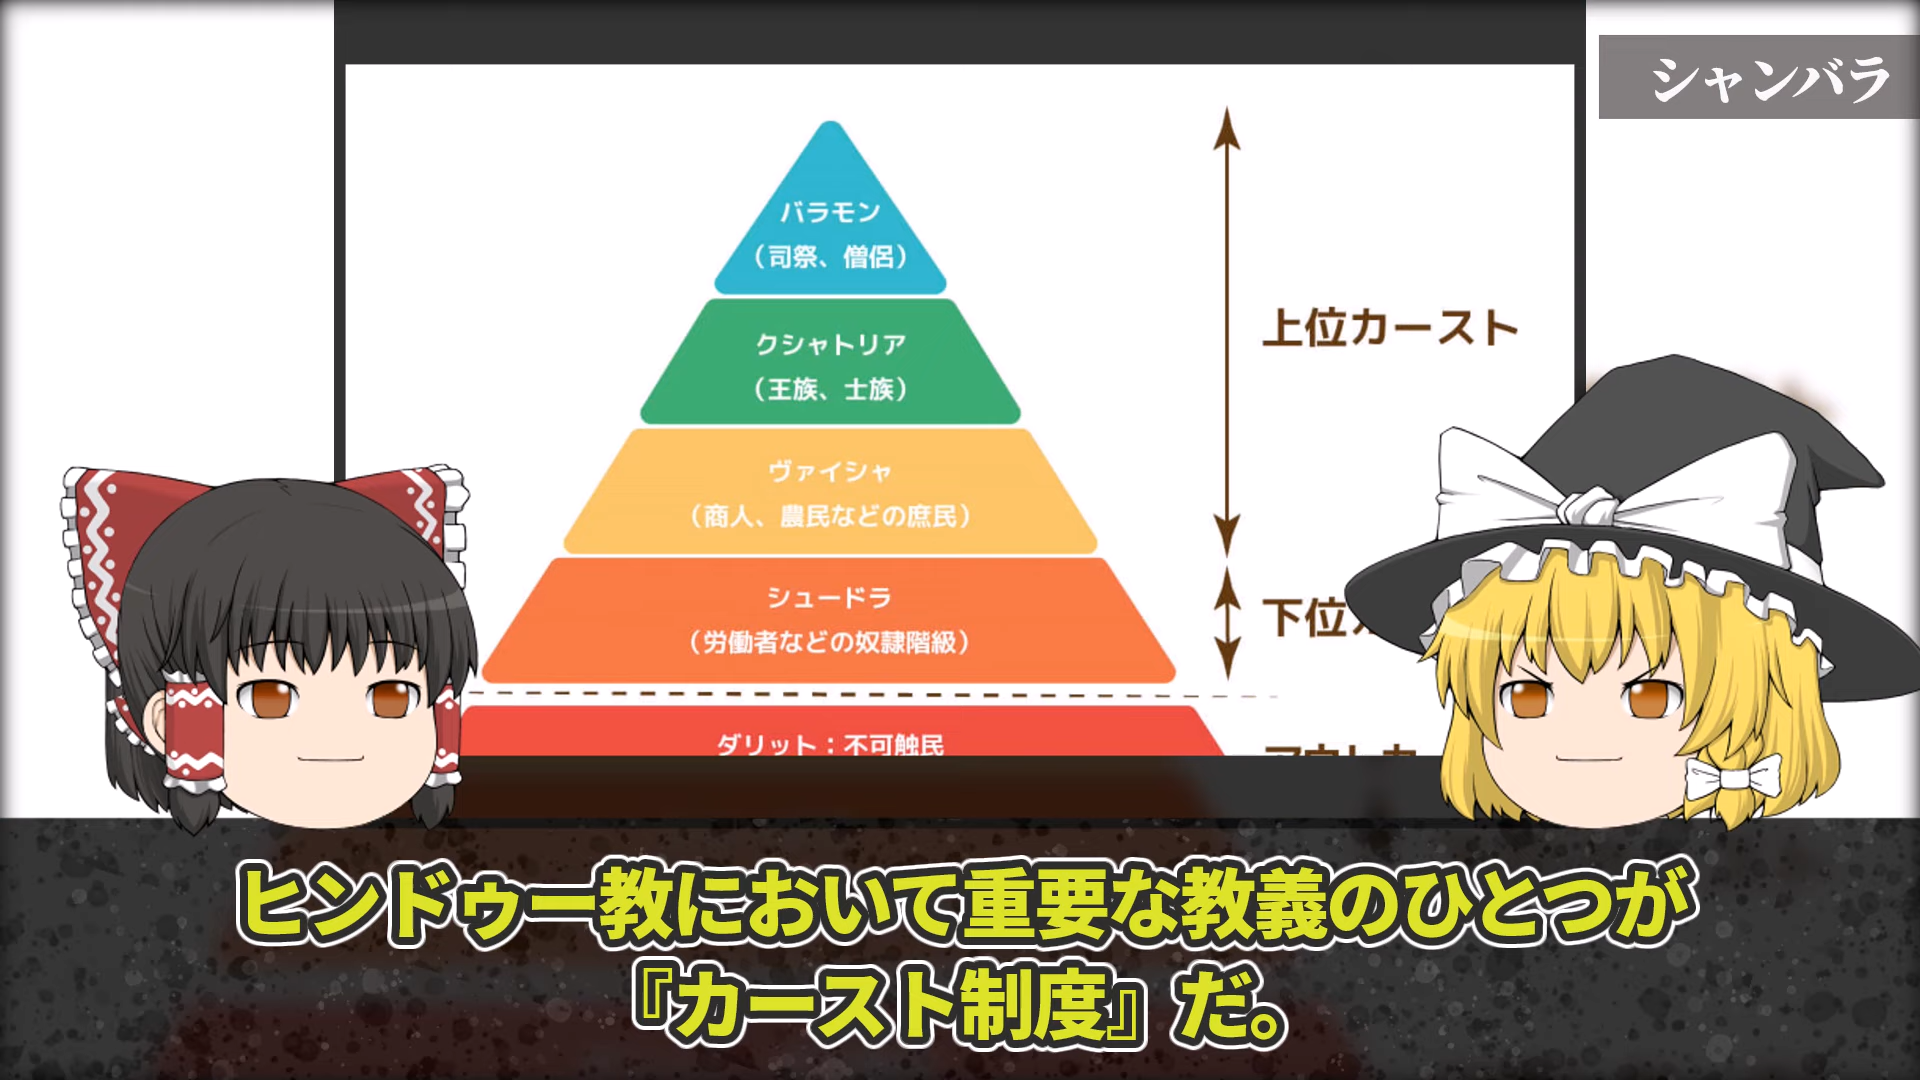 シャンバラ
バラモン
（司祭、僧侶）
クシャトリア
（王族、士族）
上位カースト
ヴァイシャ
（商人、農民などの庶民）
シュードラ
（労働者などの奴隷階級）
下位
ダリット：不可触民
ヒンドゥー教において重要な教義のひとつが
『カースト制度』だ。